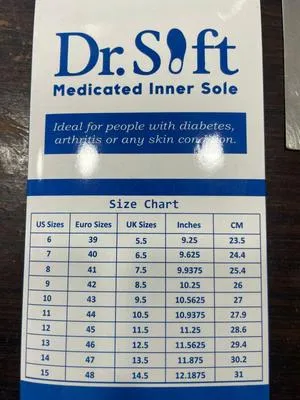 Dr. Soft
Medicated Inner Sole
Ideal for people with diabetes,
arthritis or any skin condition.
Size Chart
US Sizes Euro Sizes UK Sizes Inches CM
6 39 5.5 9.25 23.5
7 40 6.5 9.625 24.4
8 41 7.5 9.9375 25.4
9 42 8.5 10.25 26
10 43 9.5 10.5625 27
11 44 10.5 10.9375 27.9
12 45 11.5 11.25 28.6
13 46 12.5 11.5625 29.4
14 47 13.5 11.875 30.2
15 48 14.5 12.1875 31